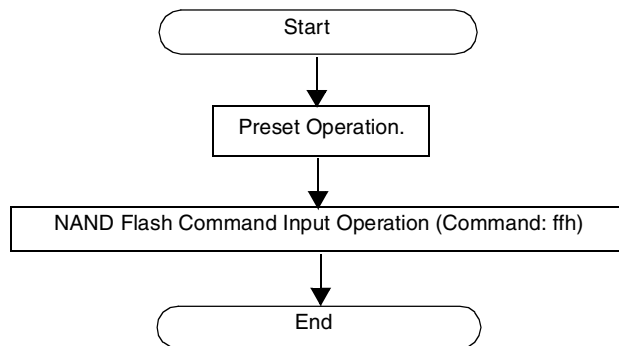 Start
Preset Operation.
NAND Flash Command Input Operation (Command: ffh)
End